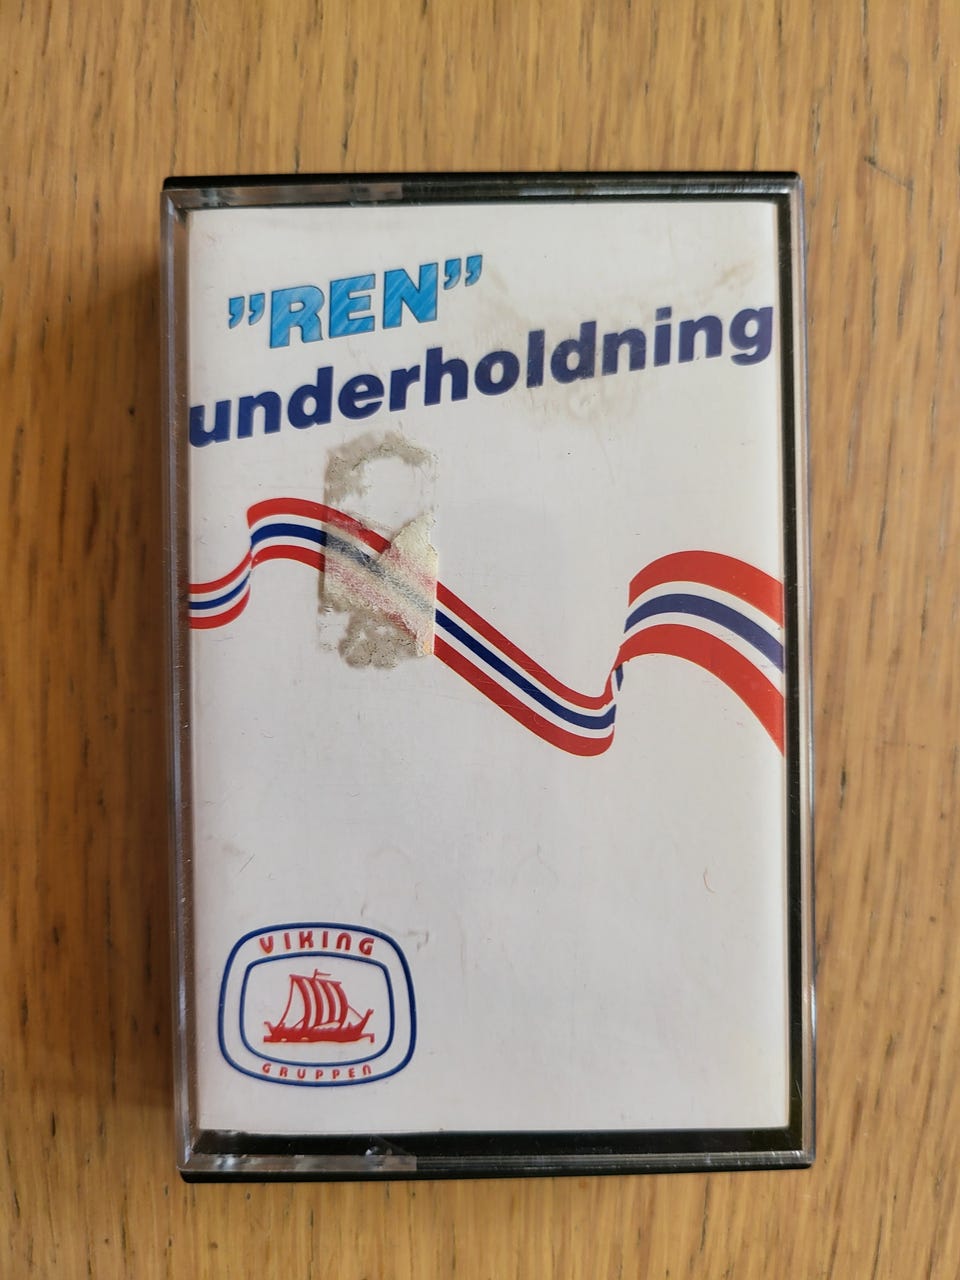 ”REN”
underholdning
VIKING
GRUPPEN